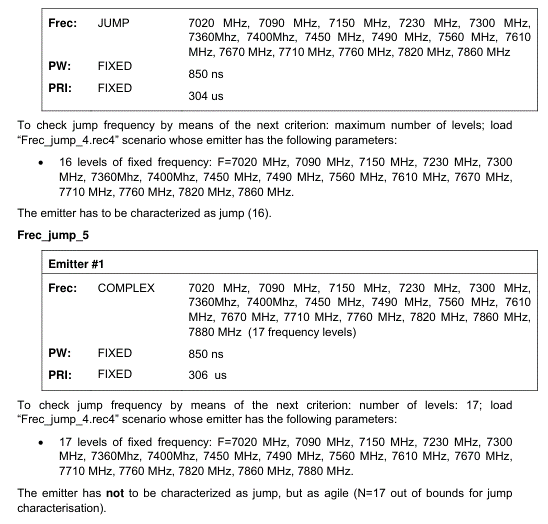 Frec: JUMP 7020 MHz, 7090 MHz, 7150 MHz, 7230 MHz, 7300 MHz,
7360Mhz, 7400Mhz, 7450 MHz, 7490 MHz, 7560 MHz, 7610
MHz, 7670 MHz, 7710 MHz, 7760 MHz, 7820 MHz, 7860 MHz
PW: FIXED 850 ns
PRI: FIXED 304 us
To check jump frequency by means of the next criterion: maximum number of levels; load
“Frec_jump_4.rec4” scenario whose emitter has the following parameters:
• 16 levels of fixed frequency: F=7020 MHz, 7090 MHz, 7150 MHz, 7230 MHz, 7300
MHz, 7360Mhz, 7400Mhz, 7450 MHz, 7490 MHz, 7560 MHz, 7610 MHz, 7670 MHz,
7710 MHz, 7760 MHz, 7820 MHz, 7860 MHz.
The emitter has to be characterized as jump (16).
Frec_jump_5
Emitter #1
Frec: COMPLEX 7020 MHz, 7090 MHz, 7150 MHz, 7230 MHz, 7300 MHz,
7360Mhz, 7400Mhz, 7450 MHz, 7490 MHz, 7560 MHz, 7610
MHz, 7670 MHz, 7710 MHz, 7760 MHz, 7820 MHz, 7860 MHz,
7880 MHz (17 frequency levels)
PW: FIXED 850 ns
PRI: FIXED 306 us
To check jump frequency by means of the next criterion: number of levels: 17; load
“Frec_jump_4.rec4” scenario whose emitter has the following parameters:
• 17 levels of fixed frequency: F=7020 MHz, 7090 MHz, 7150 MHz, 7230 MHz, 7300
MHz, 7360Mhz, 7400Mhz, 7450 MHz, 7490 MHz, 7560 MHz, 7610 MHz, 7670 MHz,
7710 MHz, 7760 MHz, 7820 MHz, 7860 MHz, 7880 MHz.
The emitter has not to be characterized as jump, but as agile (N=17 out of bounds for jump
characterisation).